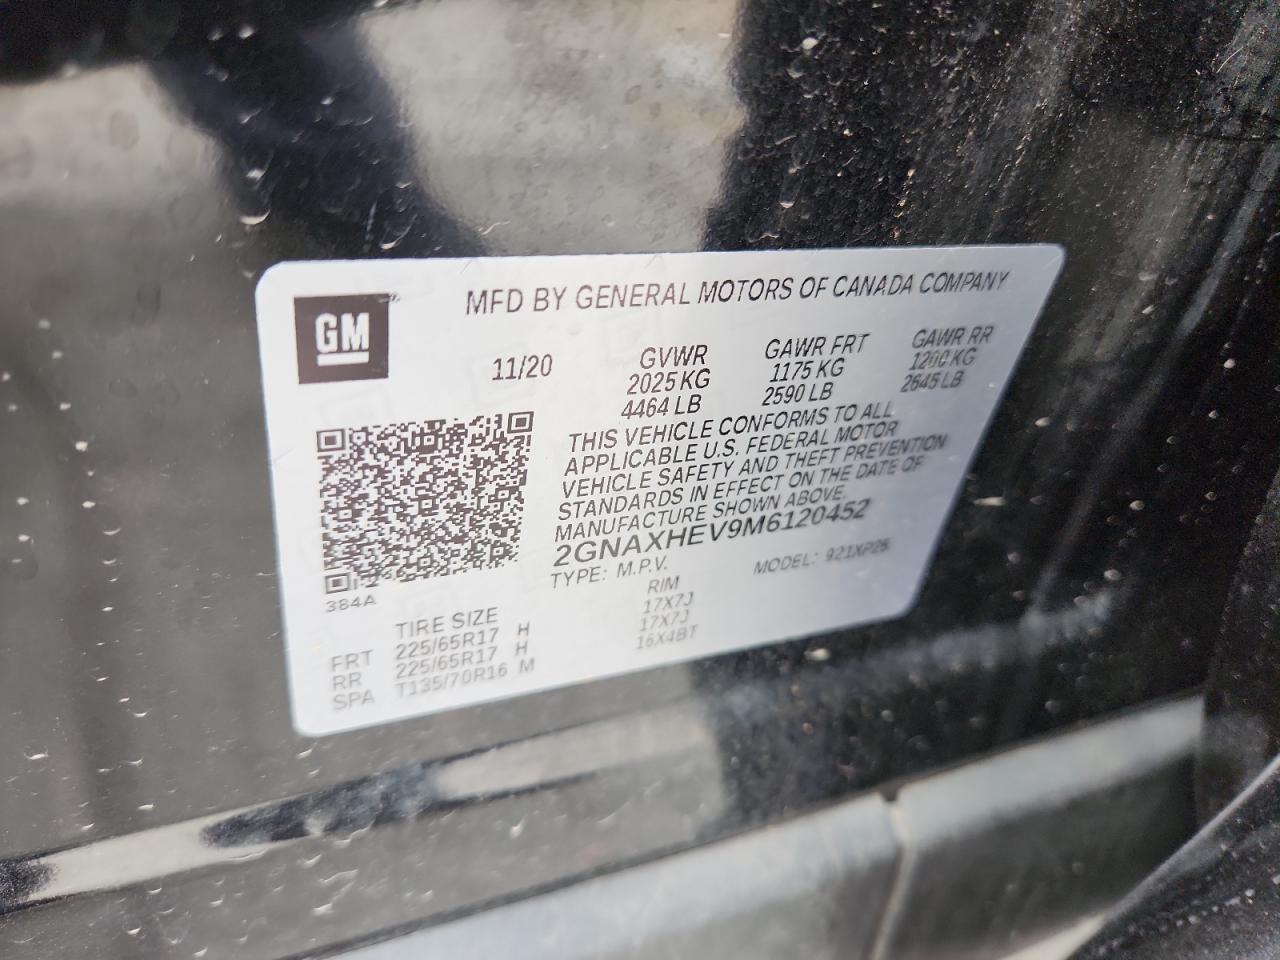 GM
MFD BY GENERAL MOTORS OF CANADA COMPANY
11/20
GVWR
2025 KG
4464 LB
GAWR FRT
1175 KG
2590 LB
GAWR RR
1200 KG
2645 LB
THIS VEHICLE CONFORMS TO ALL
APPLICABLE U.S. FEDERAL MOTOR
VEHICLE SAFETY AND THEFT PREVENTION
STANDARDS IN EFFECT ON THE DATE OF
MANUFACTURE SHOWN ABOVE.
2GNAXHEV9M6120452
TYPE: M.P.V. MODEL: 921XP26
384A
TIRE SIZE RIM
FRT 225/65R17 H 17X7J
RR 225/65R17 H 17X7J
SPA T135/70R16 M 16X4BT